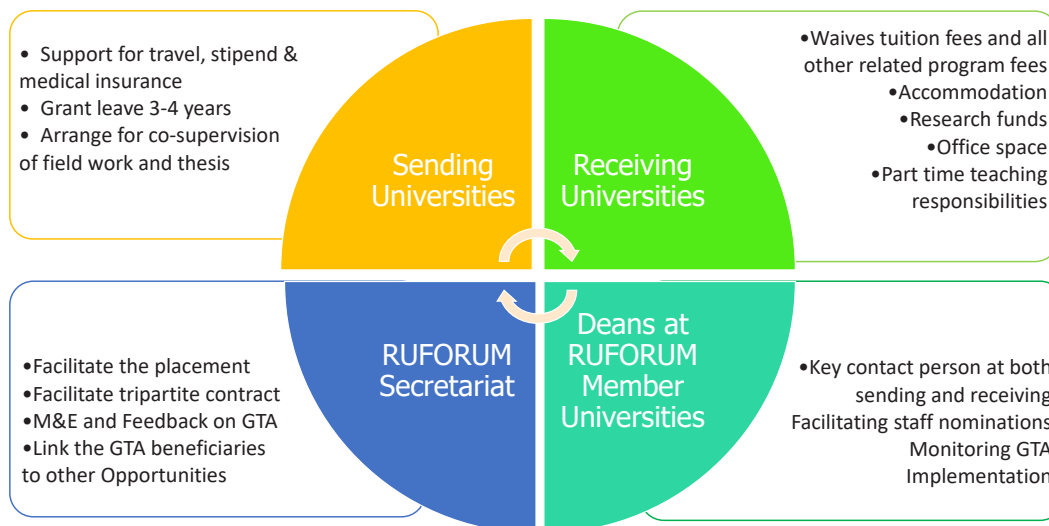 • Support for travel, stipend &
medical insurance
• Grant leave 3-4 years
• Arrange for co-supervision
of field work and thesis
Sending
Universities
Receiving
Universities
•Waives tuition fees and all
other related program fees
•Accommodation
•Research funds
•Office space
•Part time teaching
responsibilities
•Facilitate the placement
•Facilitate tripartite contract
•M&E and Feedback on GTA
•Link the GTA beneficiaries
to other Opportunities
RUFORUM
Secretariat
Deans at
RUFORUM
Member
Universities
•Key contact person at both
sending and receiving
Facilitating staff nominations
Monitoring GTA
Implementation